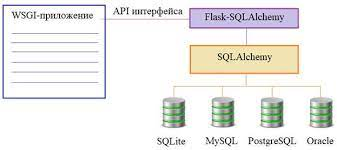 WSGI-приложение
API интерфейса
Flask-SQLAlchemy
SQLAlchemy
SQLite
MySQL
PostgreSQL
Oracle